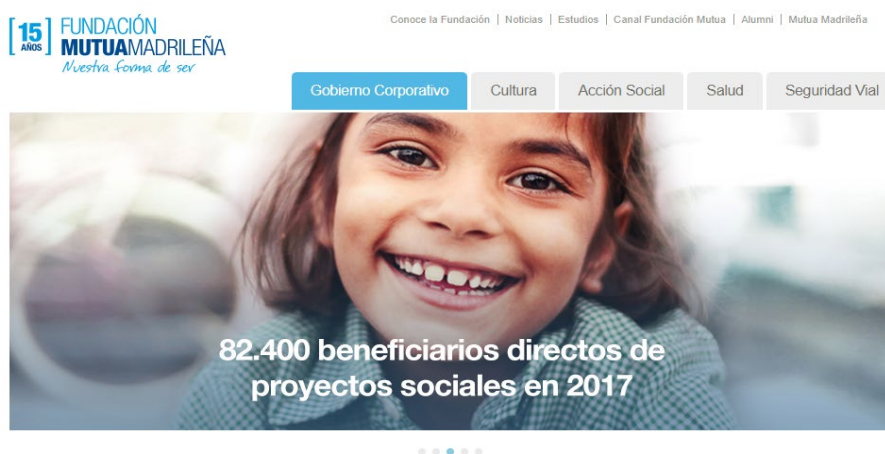 [15 AÑOS]
FUNDACIÓN
MUTUAMADRILEÑA
Nuestra forma de ser
Conoce la Fundación | Noticias | Estudios | Canal Fundación Mutua | Alumni | Mutua Madrileña
Gobierno Corporativo Cultura Acción Social Salud Seguridad Vial
82.400 beneficiarios directos de
proyectos sociales en 2017